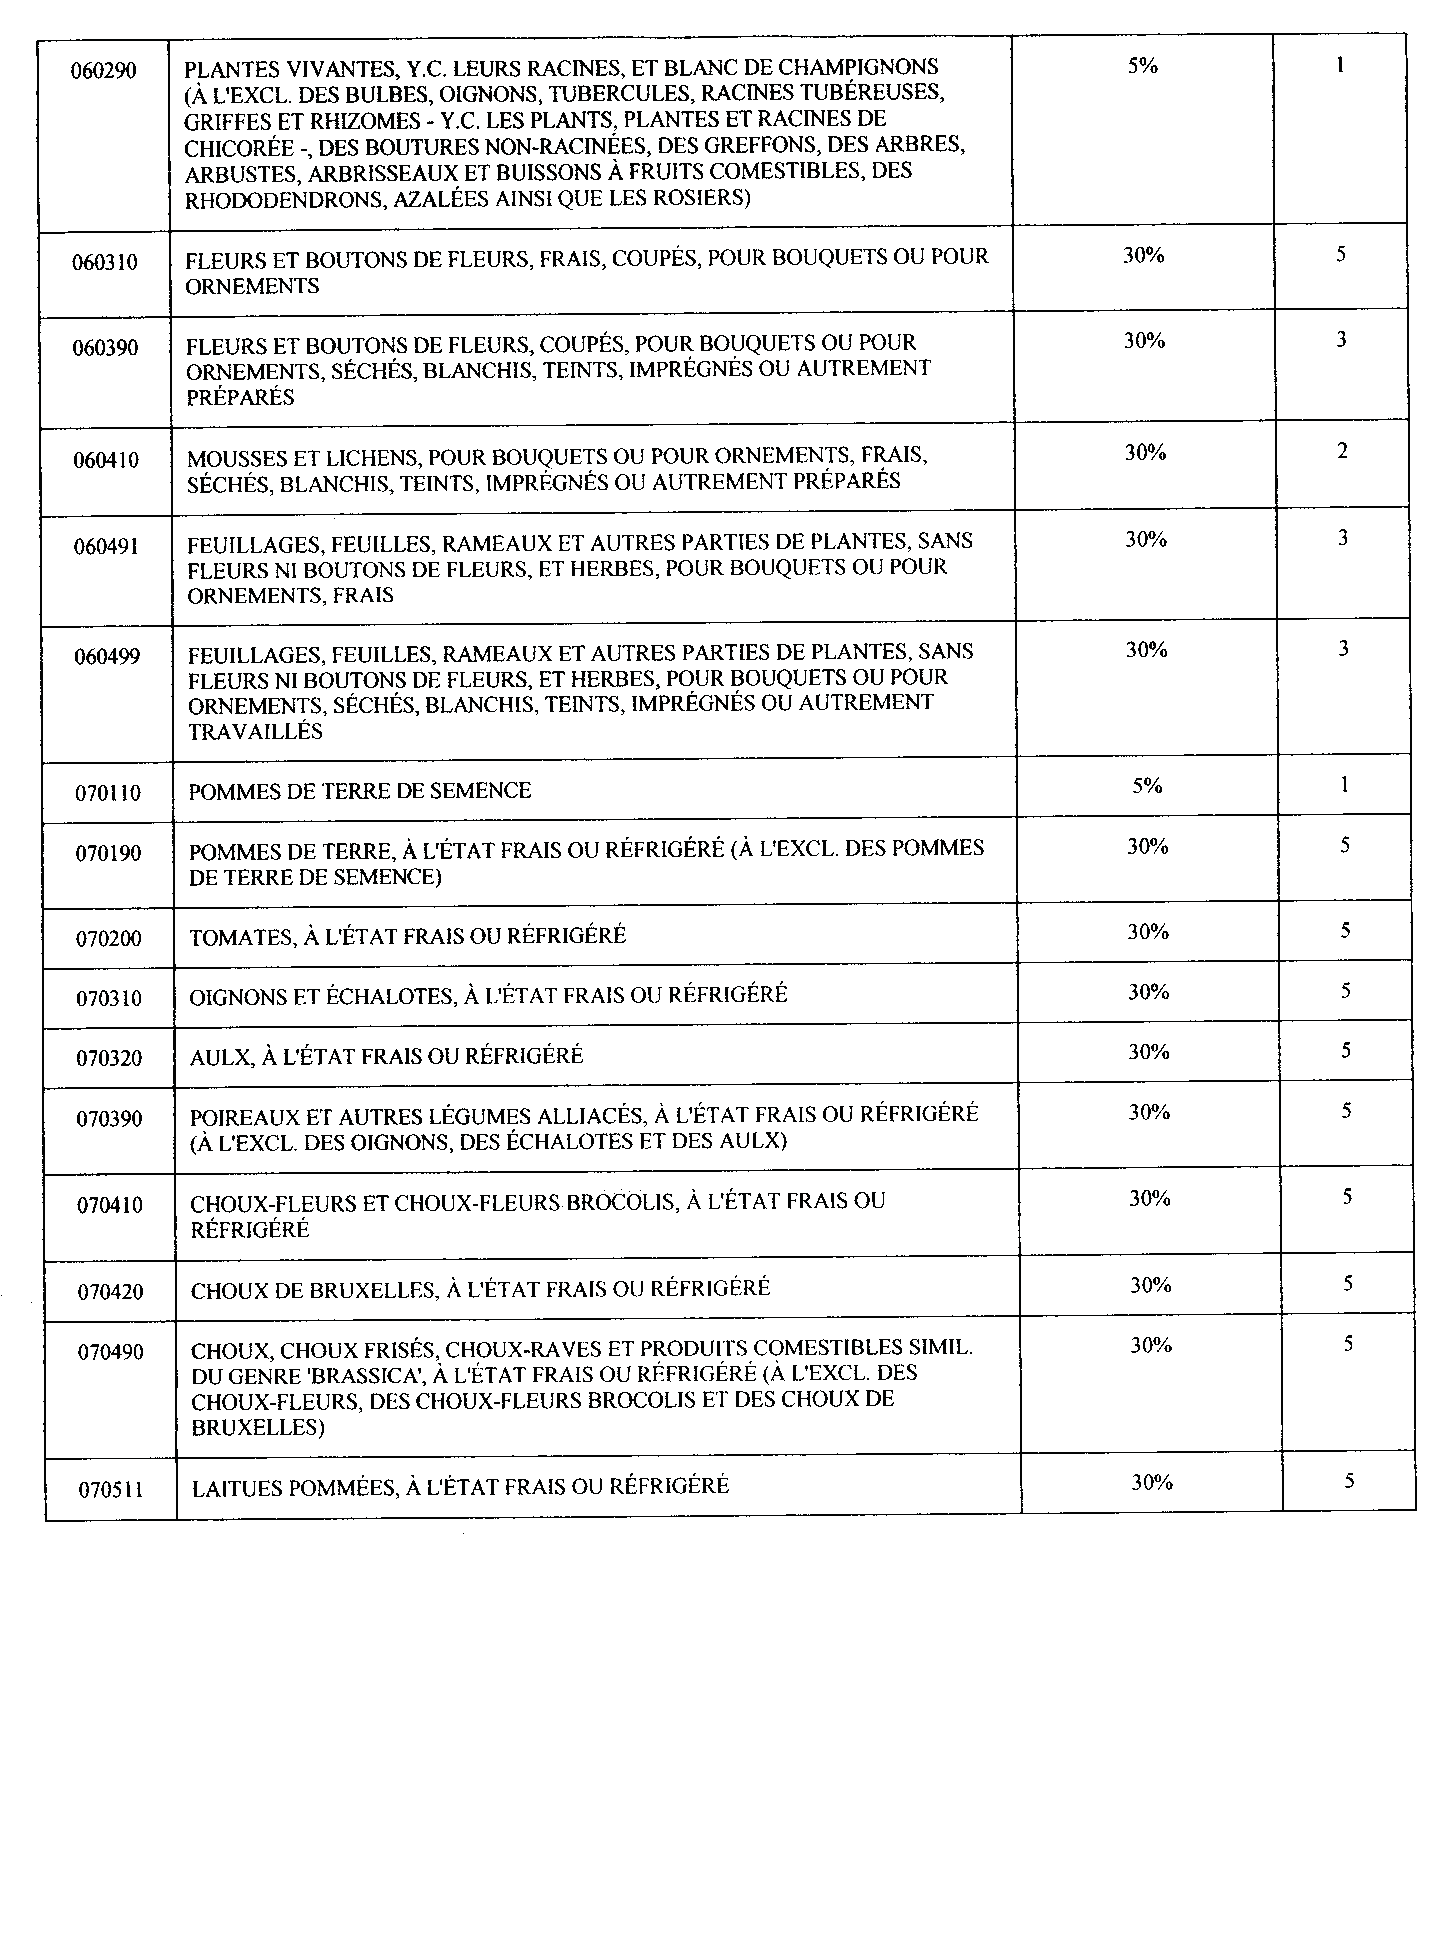 060290 PLANTES VIVANTES, Y.C. LEURS RACINES, ET BLANC DE CHAMPIGNONS 5% 1
(À L'EXCL. DES BULBES, OIGNONS, TUBERCULES, RACINES TUBÉREUSES,
GRIFFES ET RHIZOMES - Y.C. LES PLANTS, PLANTES ET RACINES DE
CHICORÉE -, DES BOUTURES NON-RACINÉES, DES GREFFONS, DES ARBRES,
ARBUSTES, ARBRISSEAUX ET BUISSONS À FRUITS COMESTIBLES, DES
RHODODENDRONS, AZALÉES AINSI QUE LES ROSIERS)
060310 FLEURS ET BOUTONS DE FLEURS, FRAIS, COUPÉS, POUR BOUQUETS OU POUR 30% 5
ORNEMENTS
060390 FLEURS ET BOUTONS DE FLEURS, COUPÉS, POUR BOUQUETS OU POUR 30% 3
ORNEMENTS, SÉCHÉS, BLANCHIS, TEINTS, IMPRÉGNÉS OU AUTREMENT
PRÉPARÉS
060410 MOUSSES ET LICHENS, POUR BOUQUETS OU POUR ORNEMENTS, FRAIS, 30% 2
SÉCHÉS, BLANCHIS, TEINTS, IMPRÉGNÉS OU AUTREMENT PRÉPARÉS
060491 FEUILLAGES, FEUILLES, RAMEAUX ET AUTRES PARTIES DE PLANTES, SANS 30% 3
FLEURS NI BOUTONS DE FLEURS, ET HERBES, POUR BOUQUETS OU POUR
ORNEMENTS, FRAIS
060499 FEUILLAGES, FEUILLES, RAMEAUX ET AUTRES PARTIES DE PLANTES, SANS 30% 3
FLEURS NI BOUTONS DE FLEURS, ET HERBES, POUR BOUQUETS OU POUR
ORNEMENTS, SÉCHÉS, BLANCHIS, TEINTS, IMPRÉGNÉS OU AUTREMENT
TRAVAILLÉS
070110 POMMES DE TERRE DE SEMENCE 5% 1
070190 POMMES DE TERRE, À L'ÉTAT FRAIS OU RÉFRIGÉRÉ (À L'EXCL. DES POMMES 30% 5
DE TERRE DE SEMENCE)
070200 TOMATES, À L'ÉTAT FRAIS OU RÉFRIGÉRÉ 30% 5
070310 OIGNONS ET ÉCHALOTES, À L'ÉTAT FRAIS OU RÉFRIGÉRÉ 30% 5
070320 AULX, À L'ÉTAT FRAIS OU RÉFRIGÉRÉ 30% 5
070390 POIREAUX ET AUTRES LÉGUMES ALLIACÉS, À L'ÉTAT FRAIS OU RÉFRIGÉRÉ 30% 5
(À L'EXCL. DES OIGNONS, DES ÉCHALOTES ET DES AULX)
070410 CHOUX-FLEURS ET CHOUX-FLEURS BROCOLIS, À L'ÉTAT FRAIS OU 30% 5
RÉFRIGÉRÉ
070420 CHOUX DE BRUXELLES, À L'ÉTAT FRAIS OU RÉFRIGÉRÉ 30% 5
070490 CHOUX, CHOUX FRISÉS, CHOUX-RAVES ET PRODUITS COMESTIBLES SIMIL. 30% 5
DU GENRE 'BRASSICA', À L'ÉTAT FRAIS OU RÉFRIGÉRÉ (À L'EXCL. DES
CHOUX-FLEURS, DES CHOUX-FLEURS BROCOLIS ET DES CHOUX DE
BRUXELLES)
070511 LAITUES POMMÉES, À L'ÉTAT FRAIS OU RÉFRIGÉRÉ 30% 5